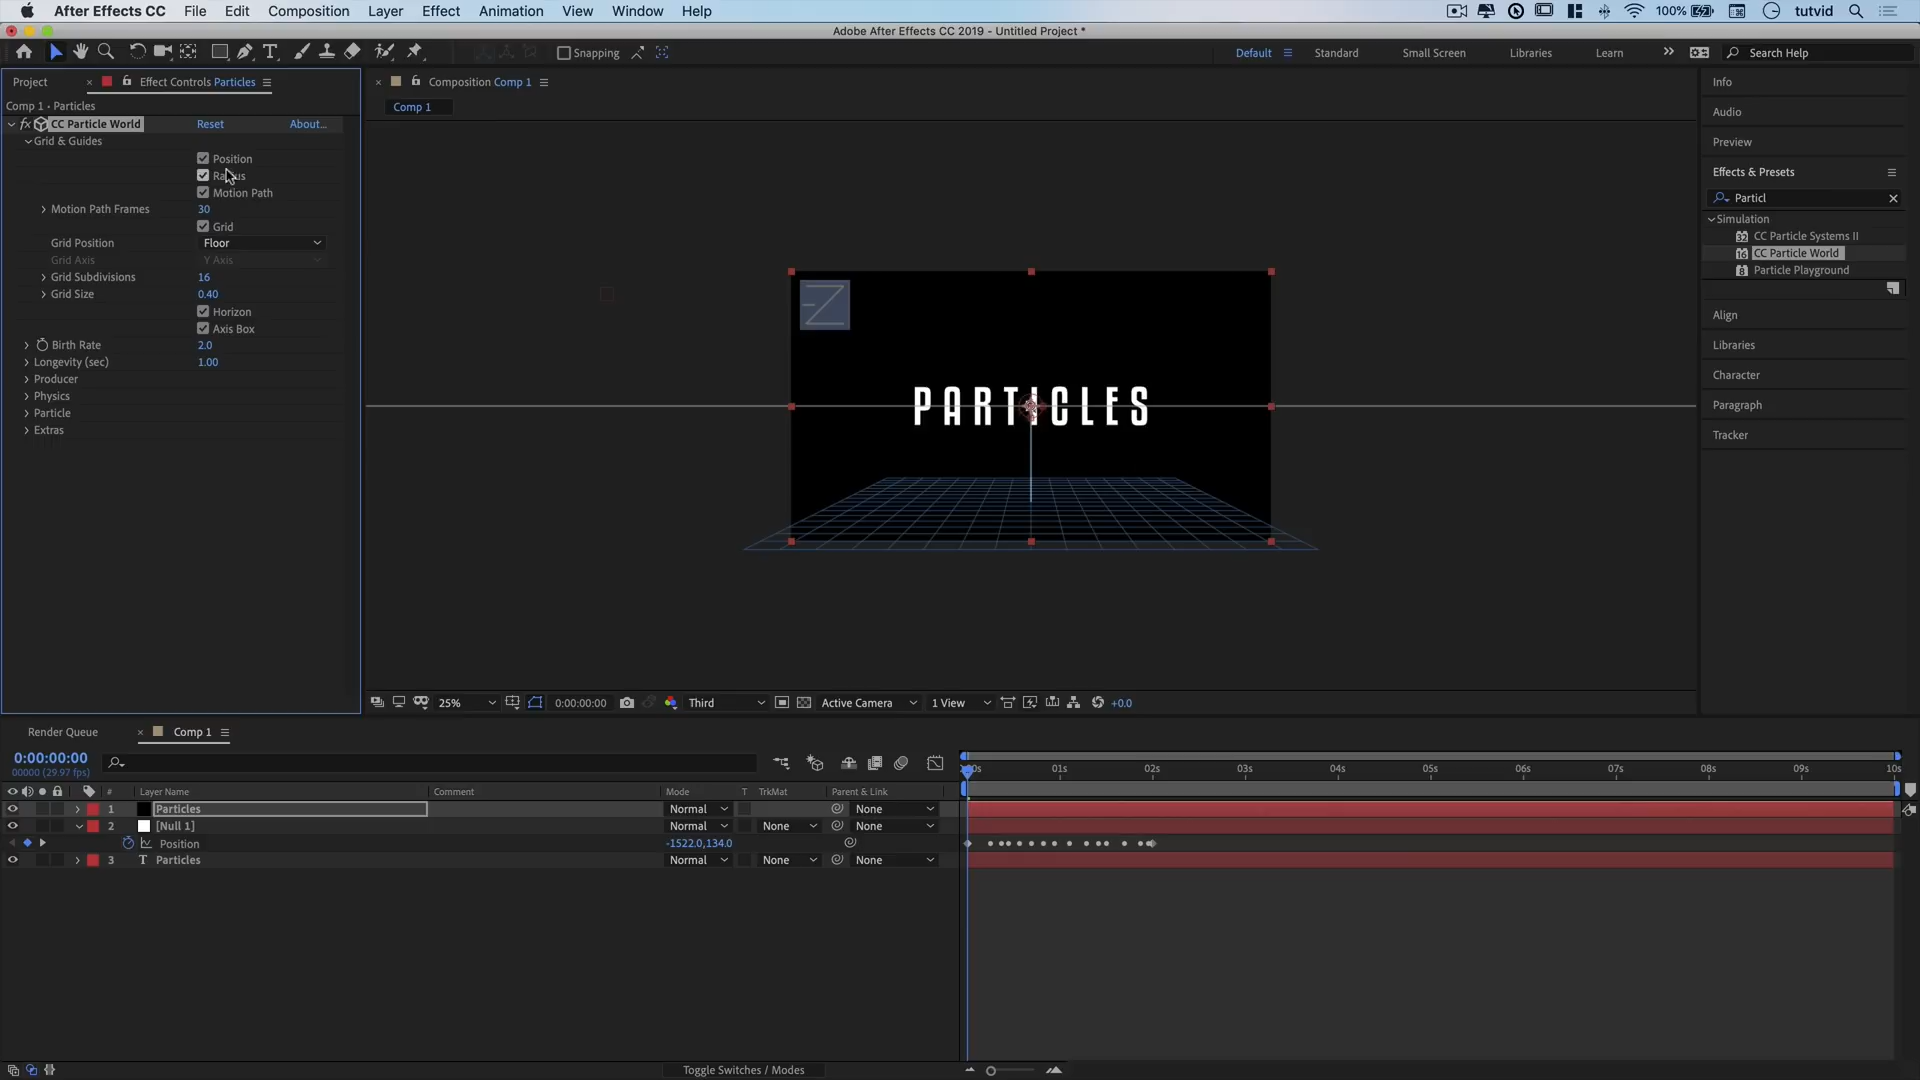 After Effects CC File Edit Composition Layer Effect Animation View Window Help 100% tutvid
Adobe After Effects CC 2019 - Untitled Project *
Snapping Default Standard Small Screen Libraries Learn Search Help
Project Effect Controls Particles
Comp 1 • Particles
fx CC Particle World Reset About...
Grid & Guides
Position
Radius
Motion Path
Motion Path Frames 30
Grid
Grid Position Floor
Grid Axis Y Axis
Grid Subdivisions 16
Grid Size 0.40
Horizon
Axis Box
Birth Rate 2.0
Longevity (sec) 1.00
Producer
Physics
Particle
Extras
Composition Comp 1
Comp 1
PARTICLES
25% 0:00:00:00 Third Active Camera 1 View +0.0
Info
Audio
Preview
Effects & Presets
Particl
Simulation
32 CC Particle Systems II
16 CC Particle World
8 Particle Playground
Align
Libraries
Character
Paragraph
Tracker
Render Queue Comp 1
0:00:00:00
00000 (29.97 fps)
# Layer Name Comment Mode T TrkMat Parent & Link
1 Particles Normal None
2 [Null 1] Normal None None
Position -1522.0,134.0
3 T Particles Normal None None
01s 02s 03s 04s 05s 06s 07s 08s 09s 10s
Toggle Switches / Modes